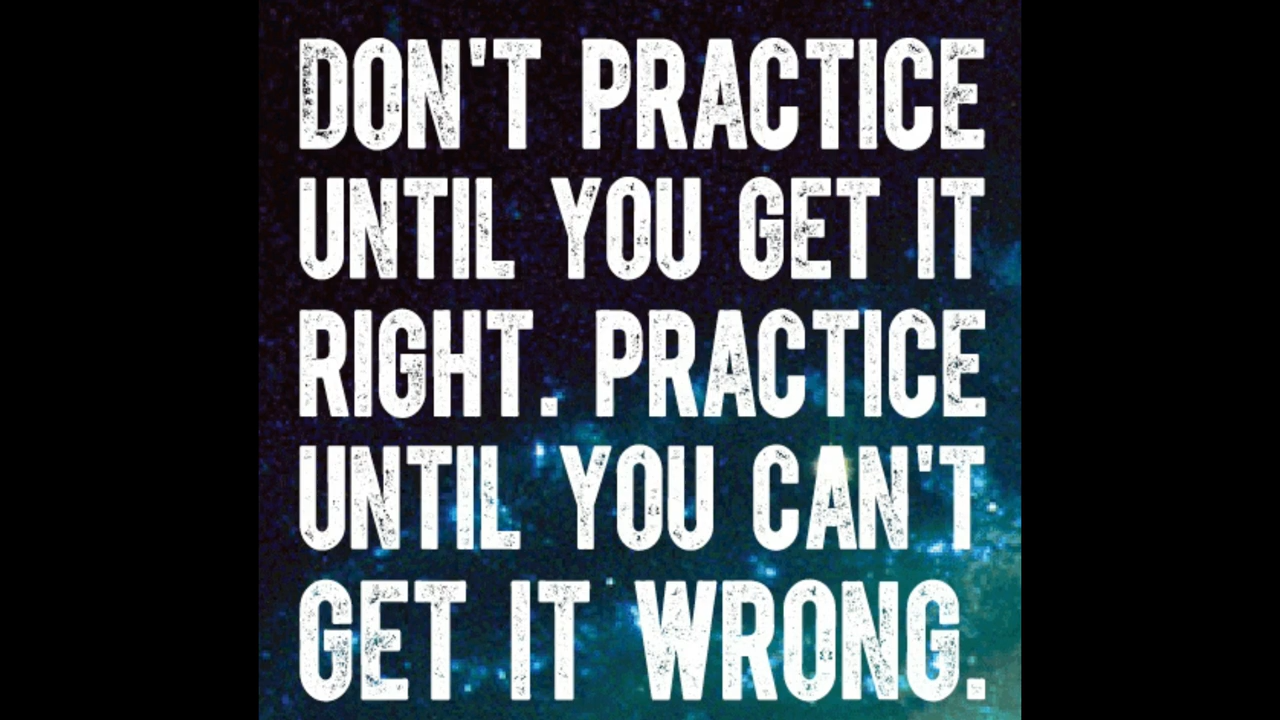 DON'T PRACTICE
UNTIL YOU GET IT
RIGHT. PRACTICE
UNTIL YOU CAN'T
GET IT WRONG.